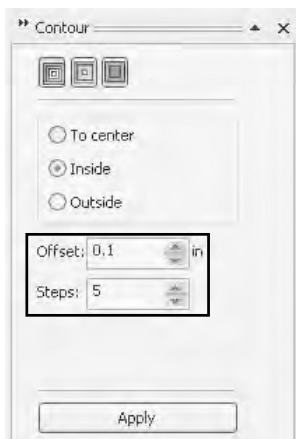 Contour
To center
Inside
Outside
Offset: 0.1 in
Steps: 5
Apply